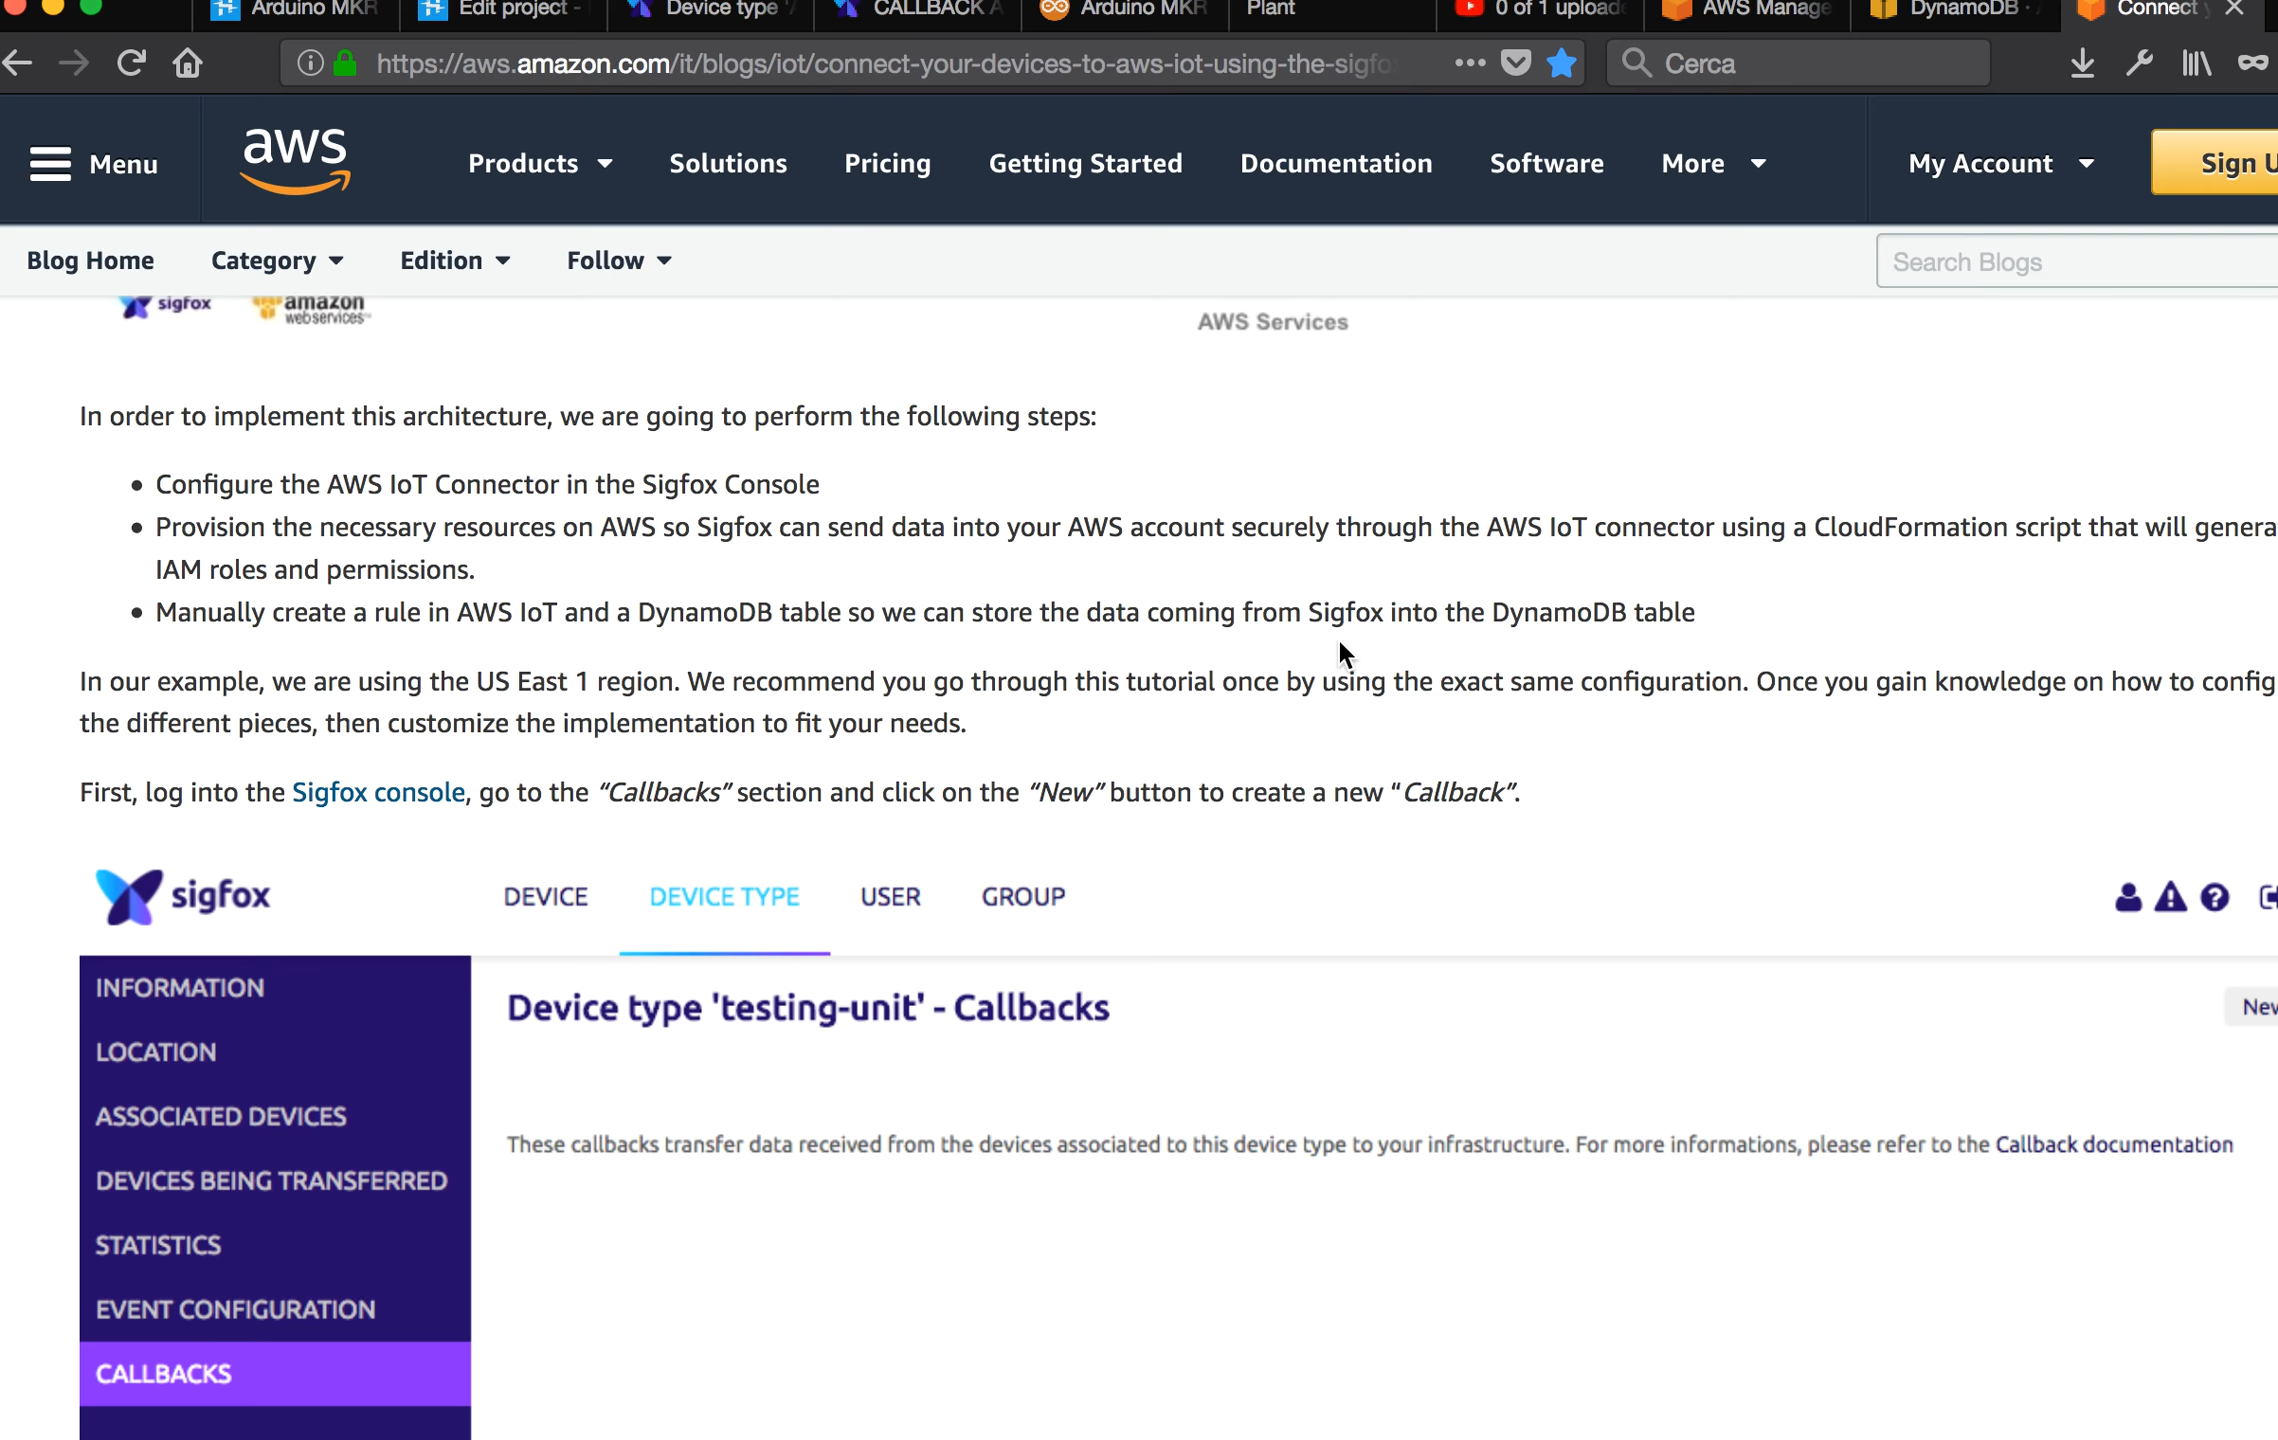 Arduino MKR Edit project - Device type ' CALLBACK A Arduino MKR Plant 0 of 1 upload AWS Manage DynamoDB · Connect
https://aws.amazon.com/it/blogs/iot/connect-your-devices-to-aws-iot-using-the-sigfo Cerca
Menu aws Products Solutions Pricing Getting Started Documentation Software More My Account Sign U
Blog Home Category Edition Follow Search Blogs
sigfox amazon webservices™
AWS Services
In order to implement this architecture, we are going to perform the following steps:
• Configure the AWS IoT Connector in the Sigfox Console
• Provision the necessary resources on AWS so Sigfox can send data into your AWS account securely through the AWS IoT connector using a CloudFormation script that will genera
IAM roles and permissions.
• Manually create a rule in AWS IoT and a DynamoDB table so we can store the data coming from Sigfox into the DynamoDB table
In our example, we are using the US East 1 region. We recommend you go through this tutorial once by using the exact same configuration. Once you gain knowledge on how to config
the different pieces, then customize the implementation to fit your needs.
First, log into the Sigfox console, go to the “Callbacks” section and click on the “New” button to create a new “Callback”.
sigfox DEVICE DEVICE TYPE USER GROUP
INFORMATION
Device type 'testing-unit' - Callbacks New
LOCATION
ASSOCIATED DEVICES
These callbacks transfer data received from the devices associated to this device type to your infrastructure. For more informations, please refer to the Callback documentation
DEVICES BEING TRANSFERRED
STATISTICS
EVENT CONFIGURATION
CALLBACKS